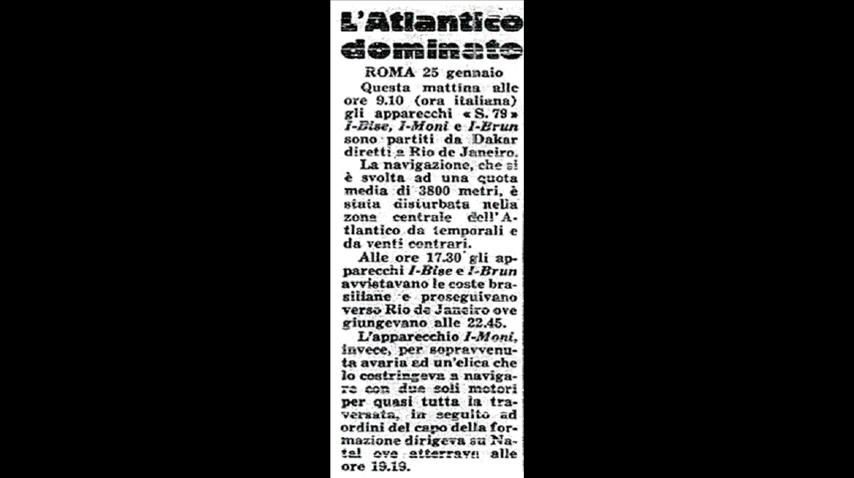 L'Atlantico
dominato
ROMA 25 gennaio
Questa mattina alle
ore 9.10 (ora italiana)
gli apparecchi « S. 79 »
I-Bise, I-Moni e I-Brun
sono partiti da Dakar
diretti a Rio de Janeiro.
La navigazione, che si
è svolta ad una quota
media di 3800 metri, è
stata disturbata nella
zona centrale dell'A-
tlantico da temporali e
da venti contrari.
Alle ore 17.30 gli ap-
parecchi I-Bise e I-Brun
avvistavano le coste bra-
siliane e proseguivano
verso Rio de Janeiro ove
giungevano alle 22.45.
L'apparecchio I-Moni,
invece, per sopravvenu-
ta avaria ad un'elica che
lo costringeva a naviga-
re con due soli motori
per quasi tutta la tra-
versata, in seguito ad
ordini del capo della for-
mazione dirigeva su Na-
tal ove atterrava alle
ore 19.19.